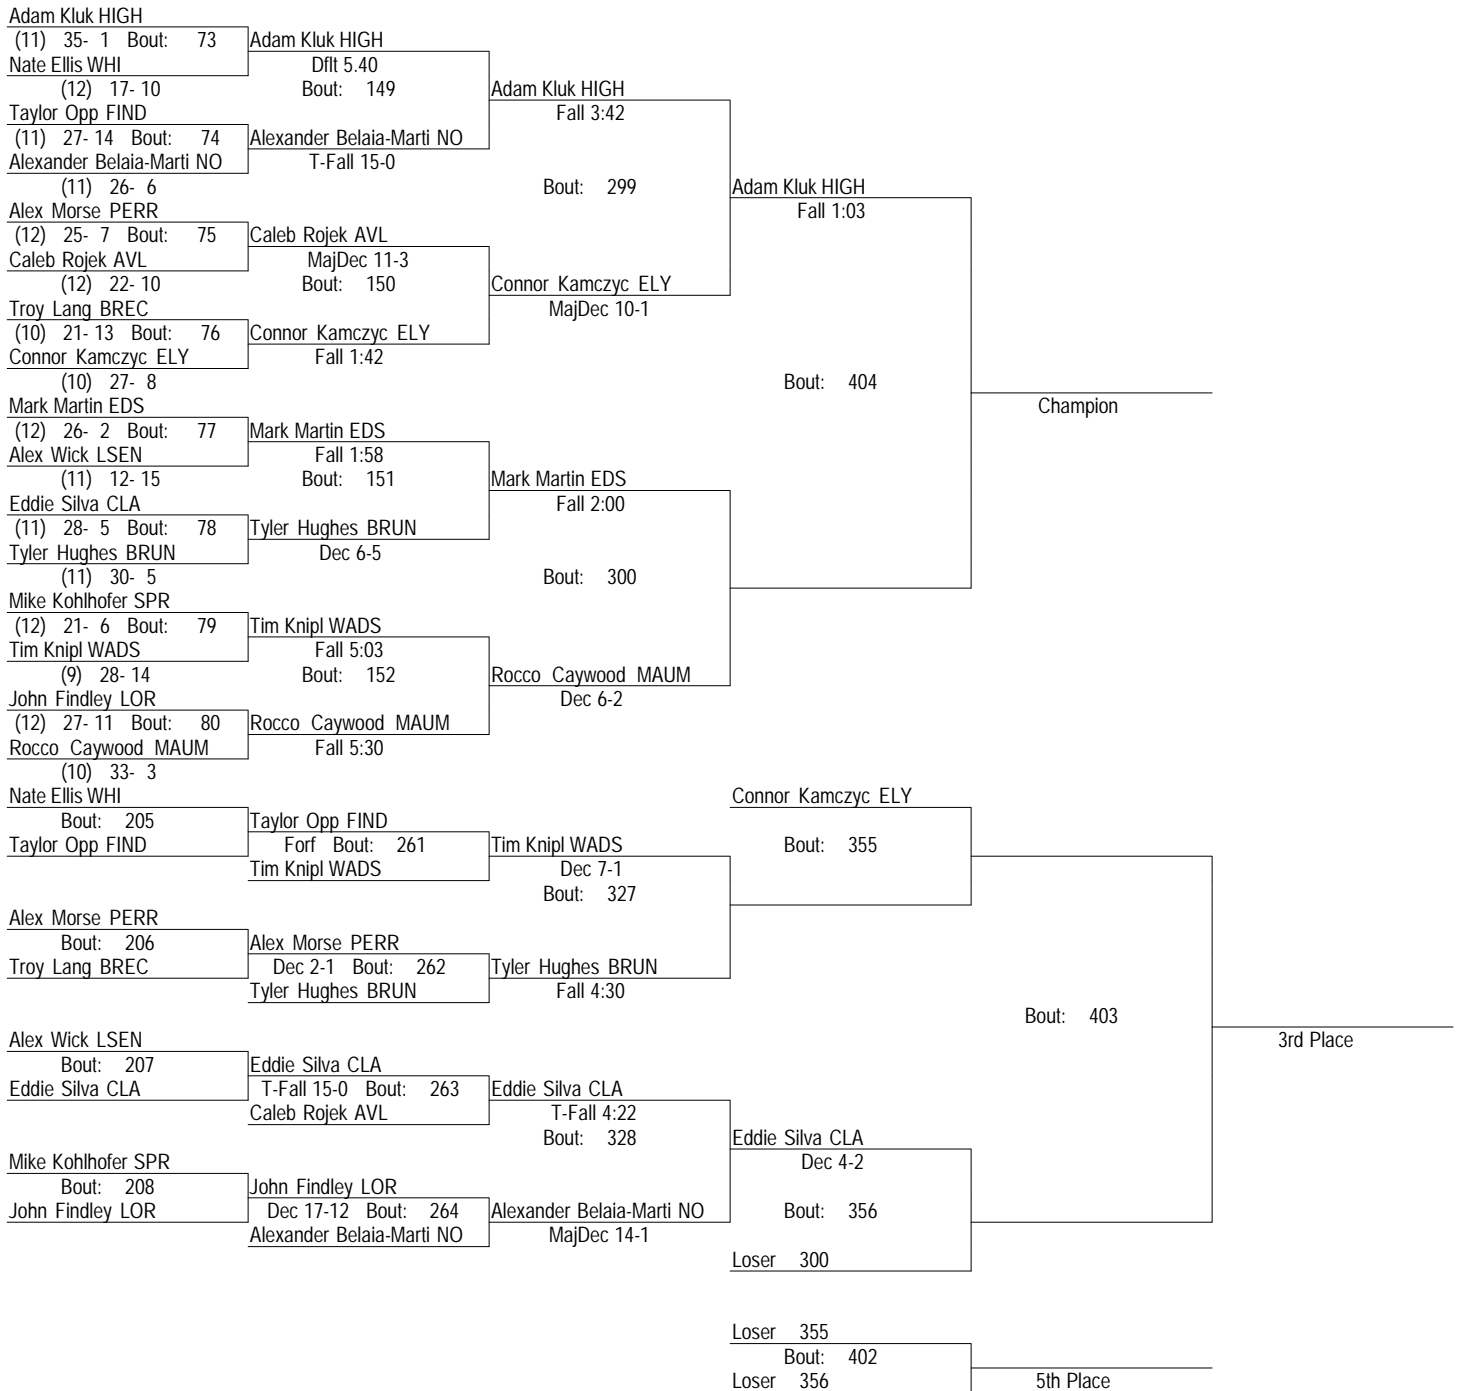 Adam Kluk HIGH
(11) 35- 1 Bout: 73 Adam Kluk HIGH
Nate Ellis WHI Dflt 5.40
(12) 17- 10 Bout: 149 Adam Kluk HIGH
Taylor Opp FIND Fall 3:42
(11) 27- 14 Bout: 74 Alexander Belaia-Marti NO
Alexander Belaia-Marti NO T-Fall 15-0
(11) 26- 6 Bout: 299 Adam Kluk HIGH
Alex Morse PERR Fall 1:03
(12) 25- 7 Bout: 75 Caleb Rojek AVL
Caleb Rojek AVL MajDec 11-3
(12) 22- 10 Bout: 150 Connor Kamczyc ELY
Troy Lang BREC MajDec 10-1
(10) 21- 13 Bout: 76 Connor Kamczyc ELY
Connor Kamczyc ELY Fall 1:42
(10) 27- 8 Bout: 404
Mark Martin EDS Champion
(12) 26- 2 Bout: 77 Mark Martin EDS
Alex Wick LSEN Fall 1:58
(11) 12- 15 Bout: 151 Mark Martin EDS
Eddie Silva CLA Fall 2:00
(11) 28- 5 Bout: 78 Tyler Hughes BRUN
Tyler Hughes BRUN Dec 6-5
(11) 30- 5 Bout: 300
Mike Kohlhofer SPR
(12) 21- 6 Bout: 79 Tim Knipl WADS
Tim Knipl WADS Fall 5:03
(9) 28- 14 Bout: 152 Rocco Caywood MAUM
John Findley LOR Dec 6-2
(12) 27- 11 Bout: 80 Rocco Caywood MAUM
Rocco Caywood MAUM Fall 5:30
(10) 33- 3
Nate Ellis WHI Connor Kamczyc ELY
Bout: 205 Taylor Opp FIND
Taylor Opp FIND Forf Bout: 261 Tim Knipl WADS Bout: 355
Tim Knipl WADS Dec 7-1
Bout: 327
Alex Morse PERR
Bout: 206 Alex Morse PERR
Troy Lang BREC Dec 2-1 Bout: 262 Tyler Hughes BRUN
Tyler Hughes BRUN Fall 4:30
Bout: 403
Alex Wick LSEN 3rd Place
Bout: 207 Eddie Silva CLA
Eddie Silva CLA T-Fall 15-0 Bout: 263 Eddie Silva CLA
Caleb Rojek AVL T-Fall 4:22
Bout: 328 Eddie Silva CLA
Mike Kohlhofer SPR Dec 4-2
Bout: 208 John Findley LOR
John Findley LOR Dec 17-12 Bout: 264 Alexander Belaia-Marti NO Bout: 356
Alexander Belaia-Marti NO MajDec 14-1
Loser 300
Loser 355
Bout: 402
Loser 356 5th Place